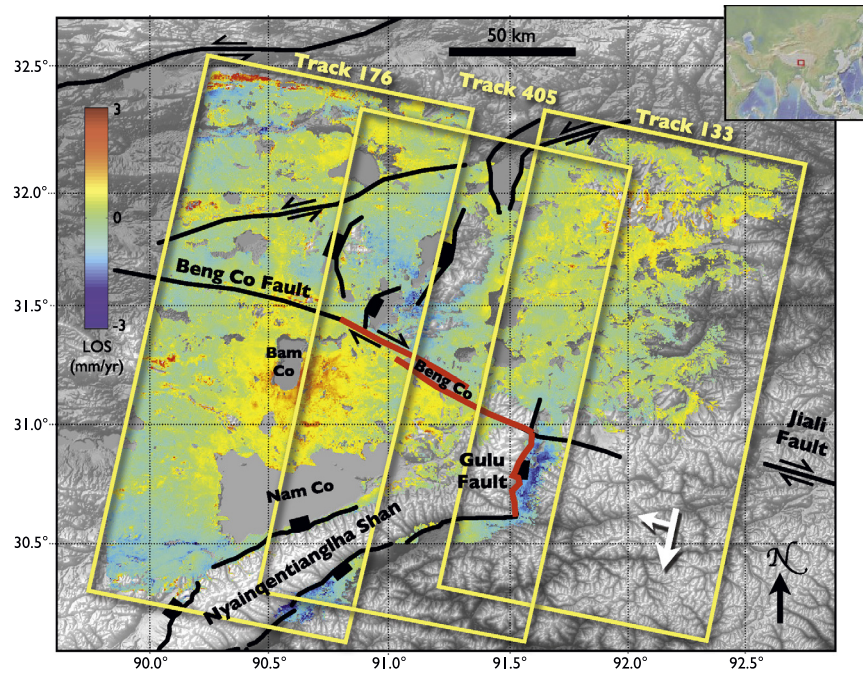 50 km
32.5°
Track 176
Track 405
Track 133
3
32.0°
0
Beng Co Fault
31.5°
-3
LOS
(mm/yr)
Bam
Co
Beng Co
31.0°
Jiali
Fault
Gulu
Fault
Nam Co
30.5°
Nyainqentianglha Shan
N
90.0°
90.5°
91.0°
91.5°
92.0°
92.5°